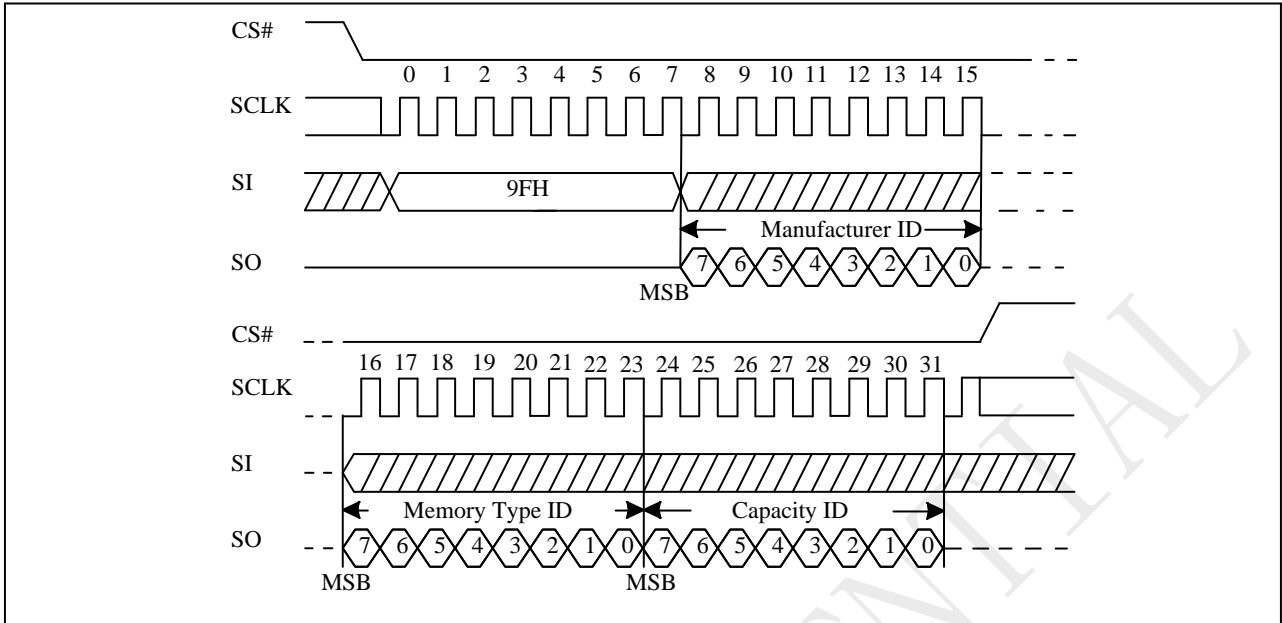 CS#
0 1 2 3 4 5 6 7 8 9 10 11 12 13 14 15
SCLK
SI
9FH
Manufacturer ID
SO
7 6 5 4 3 2 1 0
MSB
CS#
16 17 18 19 20 21 22 23 24 25 26 27 28 29 30 31
SCLK
SI
Memory Type ID Capacity ID
SO
7 6 5 4 3 2 1 0 7 6 5 4 3 2 1 0
MSB MSB